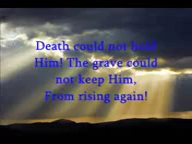 Death could not hold
Him! The grave could
not keep Him,
From rising again!